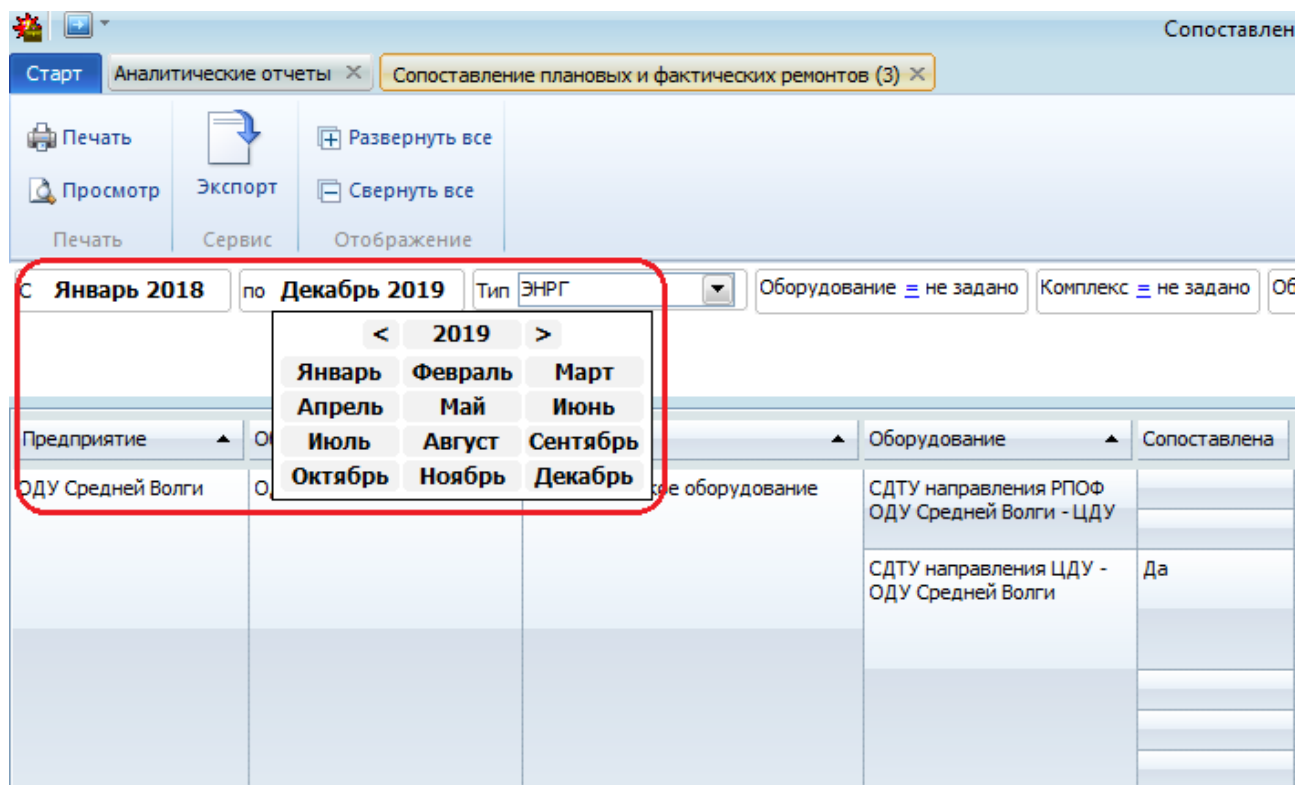 Сопоставлен
Старт Аналитические отчеты Сопоставление плановых и фактических ремонтов (3)
Печать
Просмотр
Экспорт
Развернуть все
Свернуть все
Печать Сервис Отображение
С Январь 2018 по Декабрь 2019 Тип ЭНРГ Оборудование = не задано Комплекс = не задано Об
< 2019 >
Январь Февраль Март
Апрель Май Июнь
Июль Август Сентябрь
Октябрь Ноябрь Декабрь
Предприятие Об Оборудование Сопоставлена
ОДУ Средней Волги кое оборудование СДТУ направления РПОФ
ОДУ Средней Волги - ЦДУ
СДТУ направления ЦДУ - Да
ОДУ Средней Волги